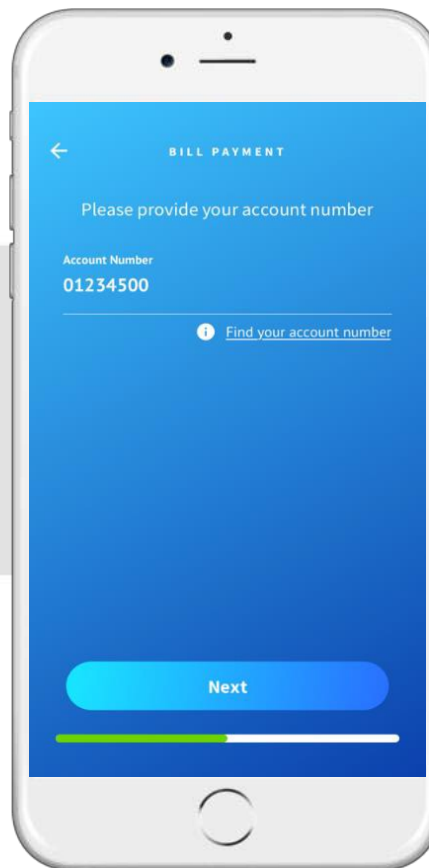 BILL PAYMENT
Please provide your account number
Account Number
01234500
Find your account number
Next